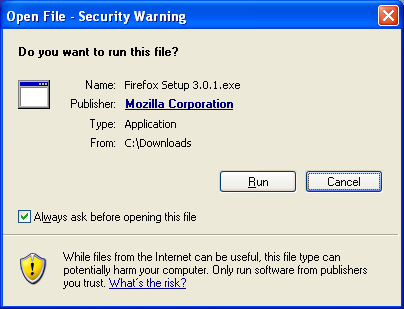 Open File - Security Warning
Do you want to run this file?
Name: Firefox Setup 3.0.1.exe
Publisher: Mozilla Corporation
Type: Application
From: C:\Downloads
Run Cancel
Always ask before opening this file
While files from the Internet can be useful, this file type can
potentially harm your computer. Only run software from publishers
you trust. What's the risk?